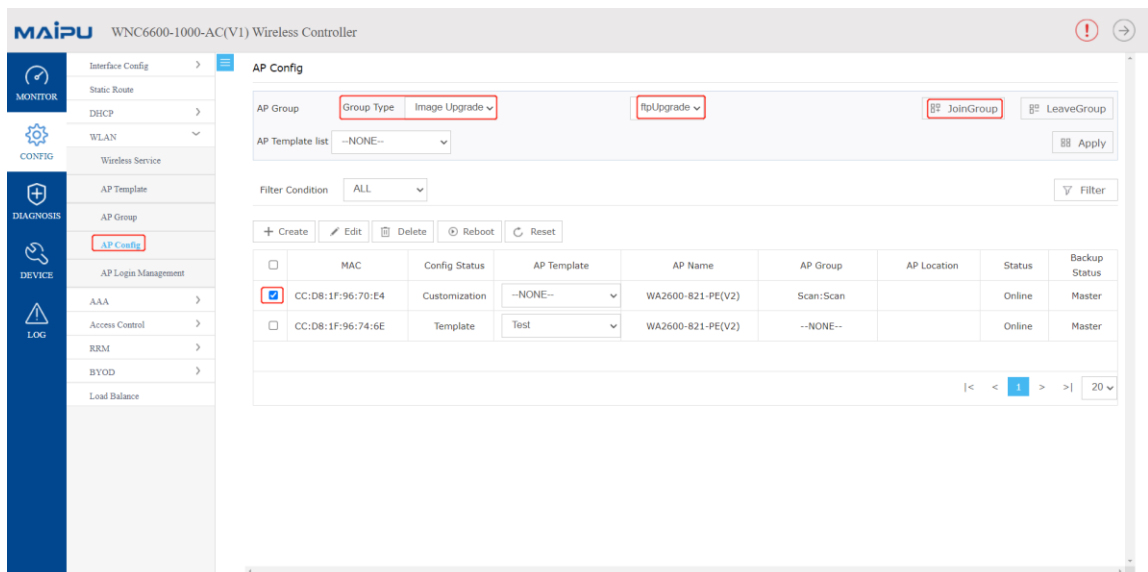 MAIPU WNC6600-1000-AC(V1) Wireless Controller
MONITOR
CONFIG
DIAGNOSIS
DEVICE
LOG
Interface Config
Static Route
DHCP
WLAN
Wireless Service
AP Template
AP Group
AP Config
AP Login Management
AAA
Access Control
RRM
BYOD
Load Balance
AP Config
AP Group Group Type Image Upgrade ftpUpgrade JoinGroup LeaveGroup
AP Template list --NONE-- Apply
Filter Condition ALL Filter
+ Create Edit Delete Reboot Reset
MAC Config Status AP Template AP Name AP Group AP Location Status Backup Status
CC:D8:1F:96:70:E4 Customization --NONE-- WA2600-821-PE(V2) Scan:Scan Online Master
CC:D8:1F:96:74:6E Template Test WA2600-821-PE(V2) --NONE-- Online Master
|< < 1 > >| 20